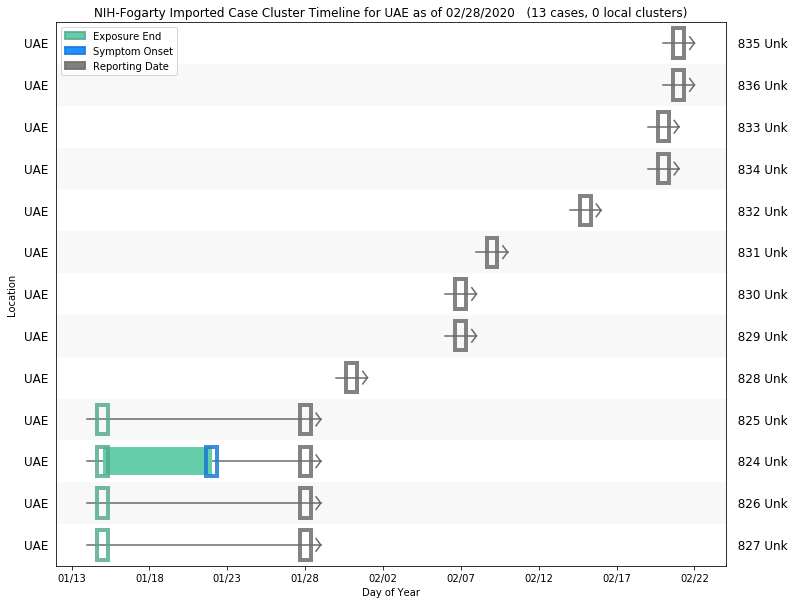 NIH-Fogarty Imported Case Cluster Timeline for UAE as of 02/28/2020 (13 cases, 0 local clusters)
Exposure End
Symptom Onset
Reporting Date
UAE 835 Unk
UAE 836 Unk
UAE 833 Unk
UAE 834 Unk
UAE 832 Unk
UAE 831 Unk
UAE 830 Unk
UAE 829 Unk
UAE 828 Unk
UAE 825 Unk
UAE 824 Unk
UAE 826 Unk
UAE 827 Unk
Location
01/13 01/18 01/23 01/28 02/02 02/07 02/12 02/17 02/22
Day of Year